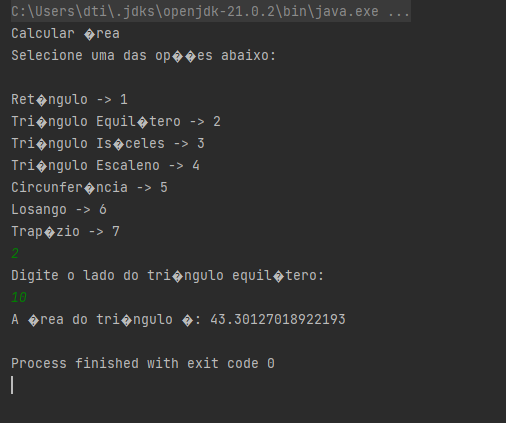 C:\Users\dti\.jdks\openjdk-21.0.2\bin\java.exe ...
Calcular �rea
Selecione uma das op��es abaixo:
Ret�ngulo -> 1
Tri�ngulo Equil�tero -> 2
Tri�ngulo Is�celes -> 3
Tri�ngulo Escaleno -> 4
Circunfer�ncia -> 5
Losango -> 6
Trap�zio -> 7
2
Digite o lado do tri�ngulo equil�tero:
10
A �rea do tri�ngulo �: 43.30127018922193
Process finished with exit code 0